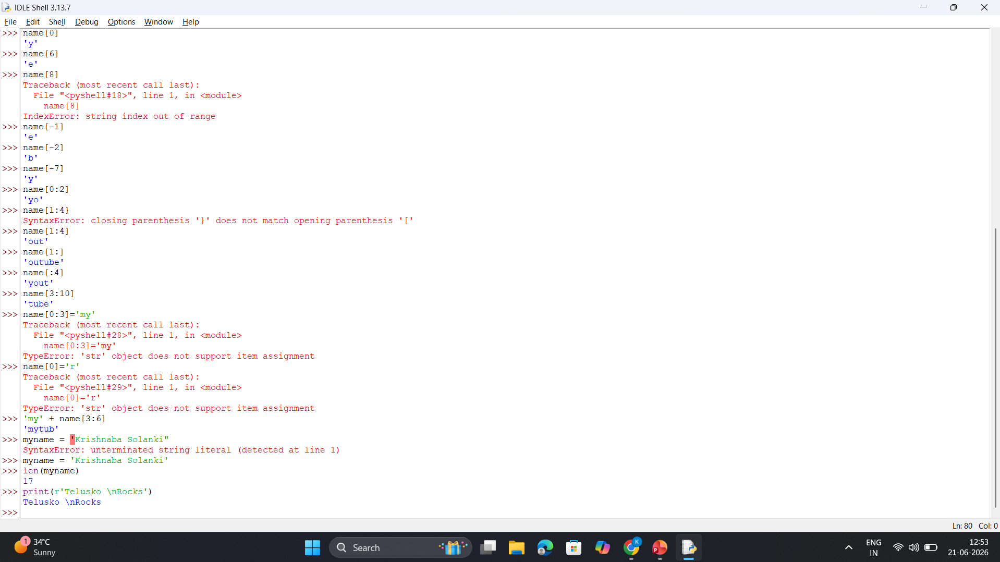 IDLE Shell 3.13.7
File Edit Shell Debug Options Window Help
>>> name[0]
'y'
>>> name[6]
'e'
>>> name[8]
Traceback (most recent call last):
  File "<pyshell#18>", line 1, in <module>
    name[8]
IndexError: string index out of range
>>> name[-1]
'e'
>>> name[-2]
'b'
>>> name[-7]
'y'
>>> name[0:2]
'yo'
>>> name[1:4}
SyntaxError: closing parenthesis '}' does not match opening parenthesis '['
>>> name[1:4]
'out'
>>> name[1:]
'outube'
>>> name[:4]
'yout'
>>> name[3:10]
'tube'
>>> name[0:3]='my'
Traceback (most recent call last):
  File "<pyshell#28>", line 1, in <module>
    name[0:3]='my'
TypeError: 'str' object does not support item assignment
>>> name[0]='r'
Traceback (most recent call last):
  File "<pyshell#29>", line 1, in <module>
    name[0]='r'
TypeError: 'str' object does not support item assignment
>>> 'my' + name[3:6]
'mytub'
>>> myname = 'Krishnaba Solanki"
SyntaxError: unterminated string literal (detected at line 1)
>>> myname = 'Krishnaba Solanki'
>>> len(myname)
17
>>> print(r'Telusko \nRocks')
Telusko \nRocks
>>>
Ln: 80 Col: 0
1
34°C
Sunny
Search
K
P
ENG
IN
12:53
21-06-2026